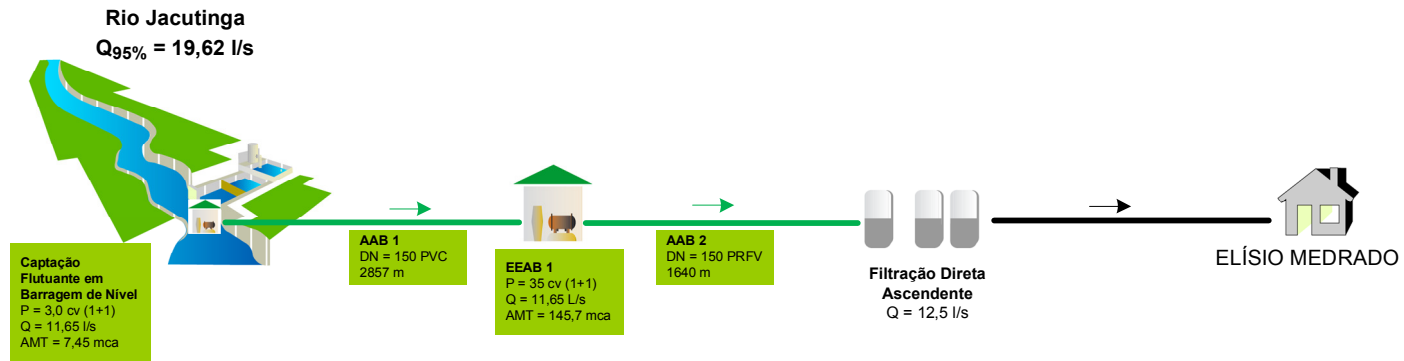 Rio Jacutinga
Q95% = 19,62 l/s
Captação
Flutuante em
Barragem de Nível
P = 3,0 cv (1+1)
Q = 11,65 l/s
AMT = 7,45 mca
AAB 1
DN = 150 PVC
2857 m
EEAB 1
P = 35 cv (1+1)
Q = 11,65 L/s
AMT = 145,7 mca
AAB 2
DN = 150 PRFV
1640 m
Filtração Direta
Ascendente
Q = 12,5 l/s
ELÍSIO MEDRADO